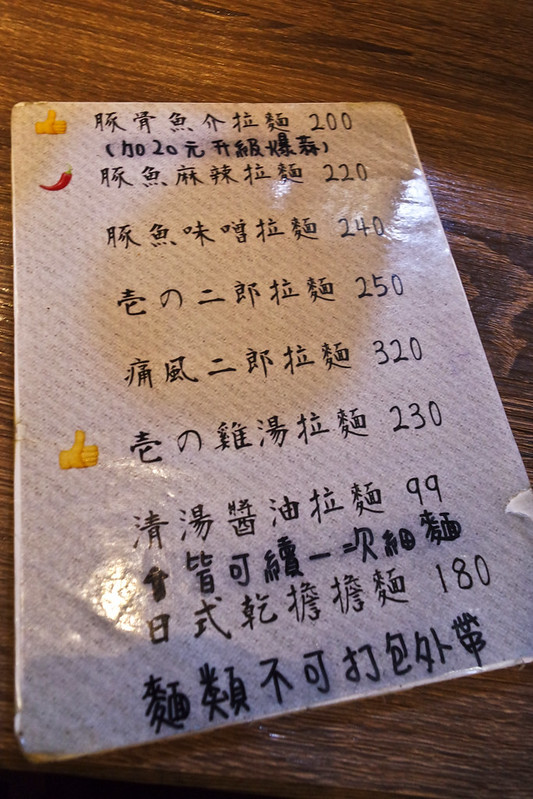 豚骨魚介拉麵 200
(加20元升級爆蒜)
豚魚麻辣拉麵 220
豚魚味噌拉麵 240
壱の二郎拉麵 250
痛風二郎拉麵 320
壱の雞湯拉麵 230
清湯醬油拉麵 99
⬆皆可續一次細麵
日式乾擔擔麵 180
麵類不可打包外帶